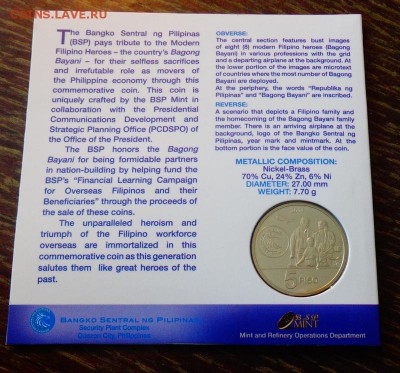 The Bangko Sentral ng Pilipinas
(BSP) pays tribute to the Modern
Filipino Heroes – the country's Bagong
Bayani – for their selfless sacrifices
and irrefutable role as movers of
the Philippine economy through this
commemorative coin. This coin is
uniquely crafted by the BSP Mint in
collaboration with the Presidential
Communications Development and
Strategic Planning Office (PCDSPO) of
the Office of the President.
The BSP honors the Bagong
Bayani for being formidable partners
in nation-building by helping fund the
BSP's "Financial Learning Campaign
for Overseas Filipinos and their
Beneficiaries" through the proceeds of
the sale of these coins.
The unparalleled heroism and
triumph of the Filipino workforce
overseas are immortalized in this
commemorative coin as this generation
salutes them like great heroes of the
past.
OBVERSE:
The central section features bust images of
eight (8) modern Filipino heroes (Bagong
Bayani) in various professions with the grid
and a departing airplane at the background. At
the lower portion of the images are microtext
of countries where the most number of Bagong
Bayani are deployed.
At the periphery, the words "Republika ng
Pilipinas" and "Bagong Bayani" are inscribed.
REVERSE:
A scenario that depicts a Filipino family and
the homecoming of the Bagong Bayani family
member. There is an arriving airplane at the
background, logo of the Bangko Sentral ng
Pilipinas, year mark and mintmark. At the
bottom portion is the face value of the coin.
METALLIC COMPOSITION:
Nickel-Brass
70% Cu, 24% Zn, 6% Ni
DIAMETER: 27.00 mm
WEIGHT: 7.70 g
5 PISO
BANGKO SENTRAL NG PILIPINAS
Security Plant Complex
Quezon City, Philippines
BSP
MINT
Mint and Refinery Operations Department